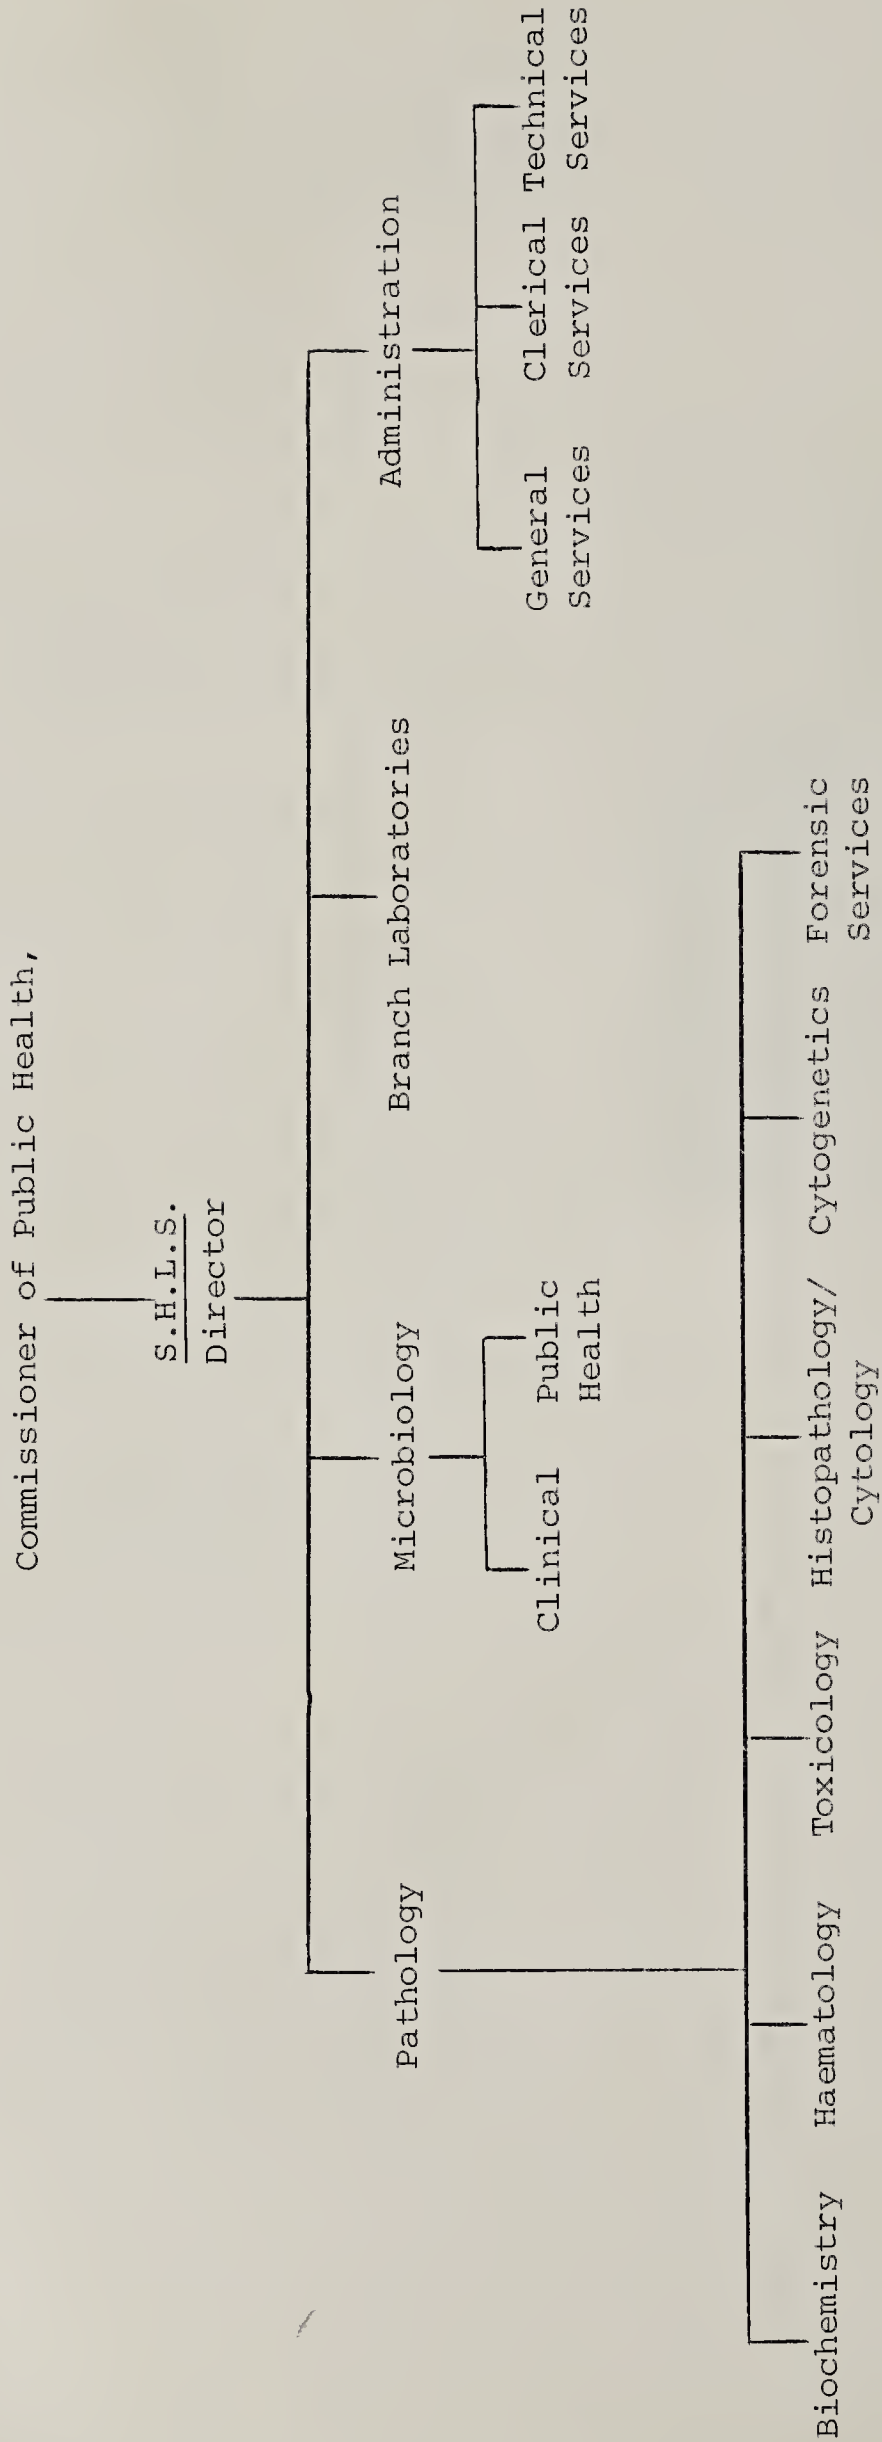 Commissioner of Public Health,
S.H.L.S.
Director
Pathology
Microbiology
Branch Laboratories
Administration
Clinical
Public
Health
General
Services
Clerical
Services
Technical
Services
Biochemistry
Haematology
Toxicology
Histopathology/
Cytology
Cytogenetics
Forensic
Services